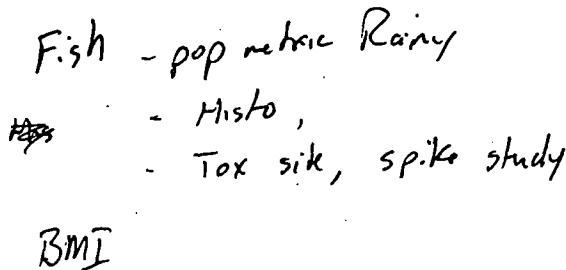 Fish - pop metric Rainy
- Histo,
- Tox site, spike study
BMI